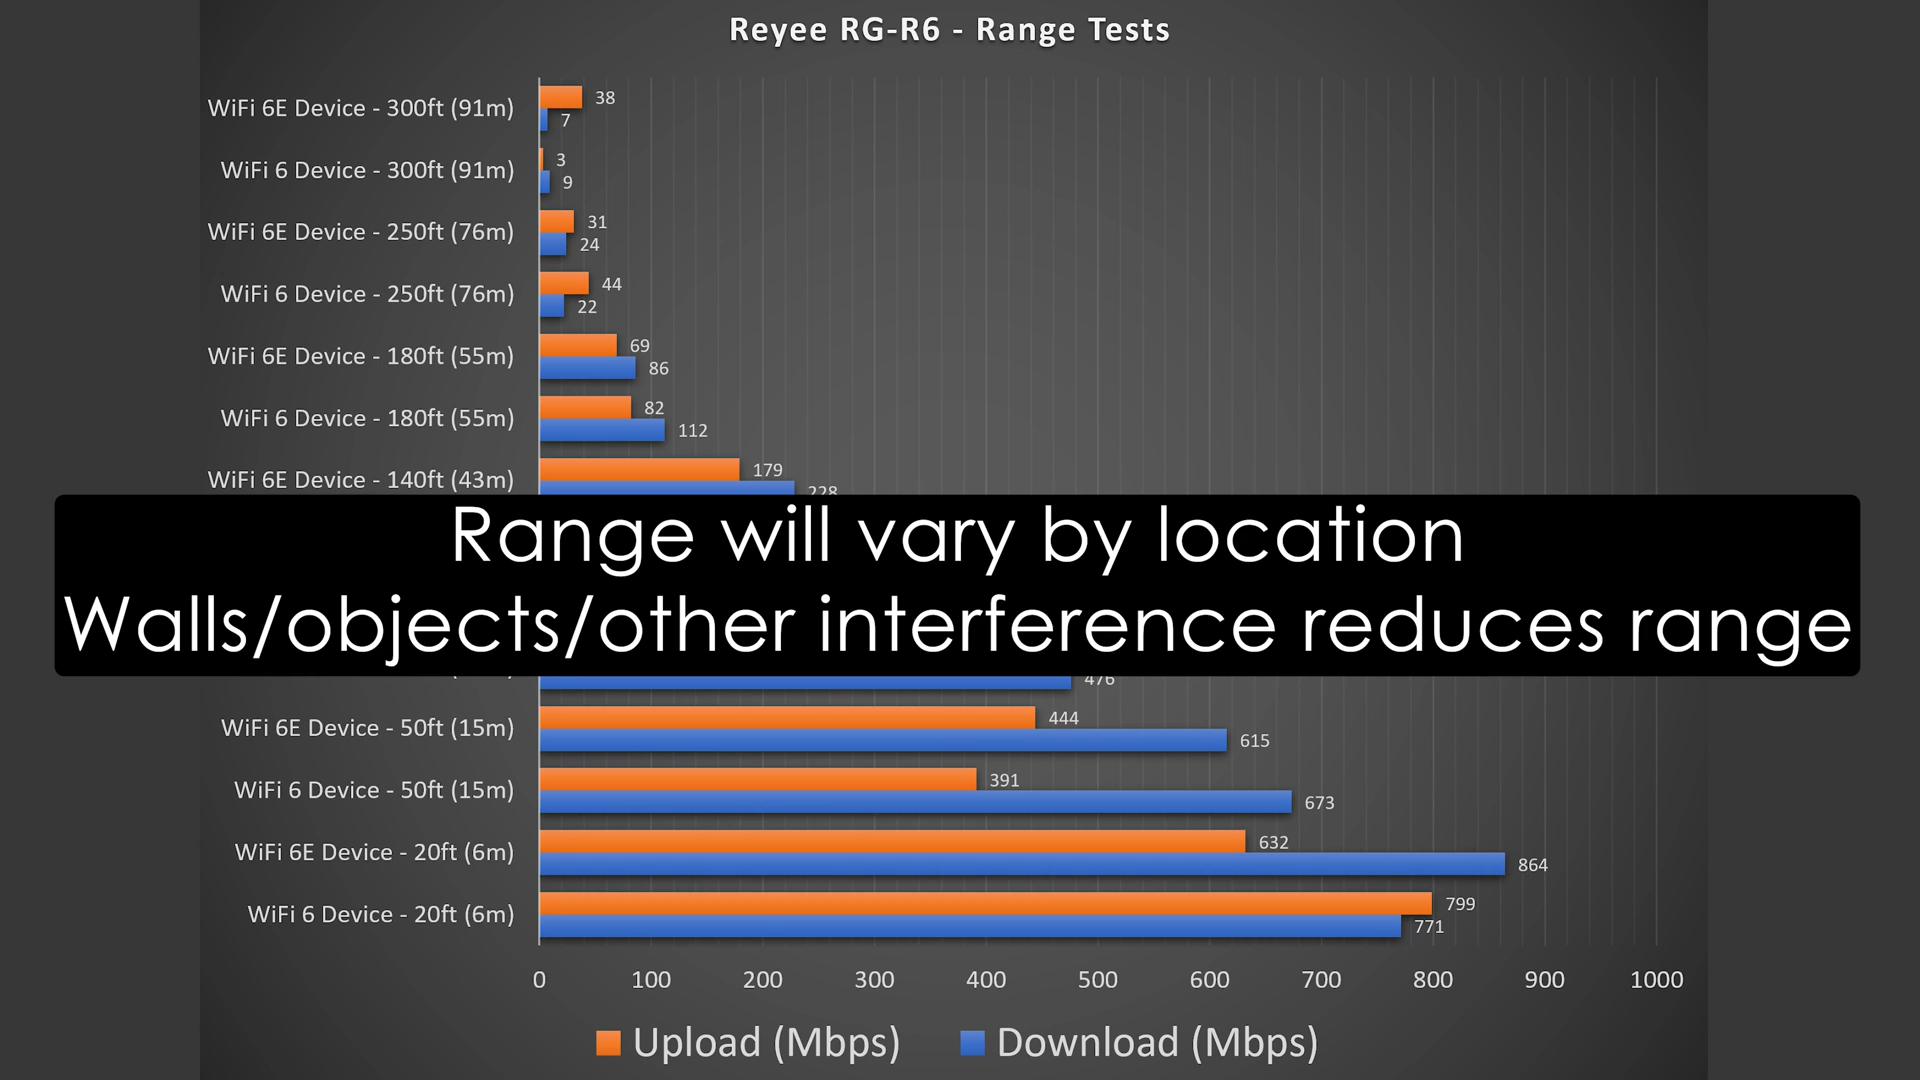 Reyee RG-R6 - Range Tests
WiFi 6E Device - 300ft (91m)
38
7
WiFi 6 Device - 300ft (91m)
3
9
WiFi 6E Device - 250ft (76m)
31
24
WiFi 6 Device - 250ft (76m)
44
22
WiFi 6E Device - 180ft (55m)
69
86
WiFi 6 Device - 180ft (55m)
82
112
WiFi 6E Device - 140ft (43m)
179
228
Range will vary by location
Walls/objects/other interference reduces range
476
WiFi 6E Device - 50ft (15m)
444
615
WiFi 6 Device - 50ft (15m)
391
673
WiFi 6E Device - 20ft (6m)
632
864
WiFi 6 Device - 20ft (6m)
799
771
0 100 200 300 400 500 600 700 800 900 1000
Upload (Mbps) Download (Mbps)